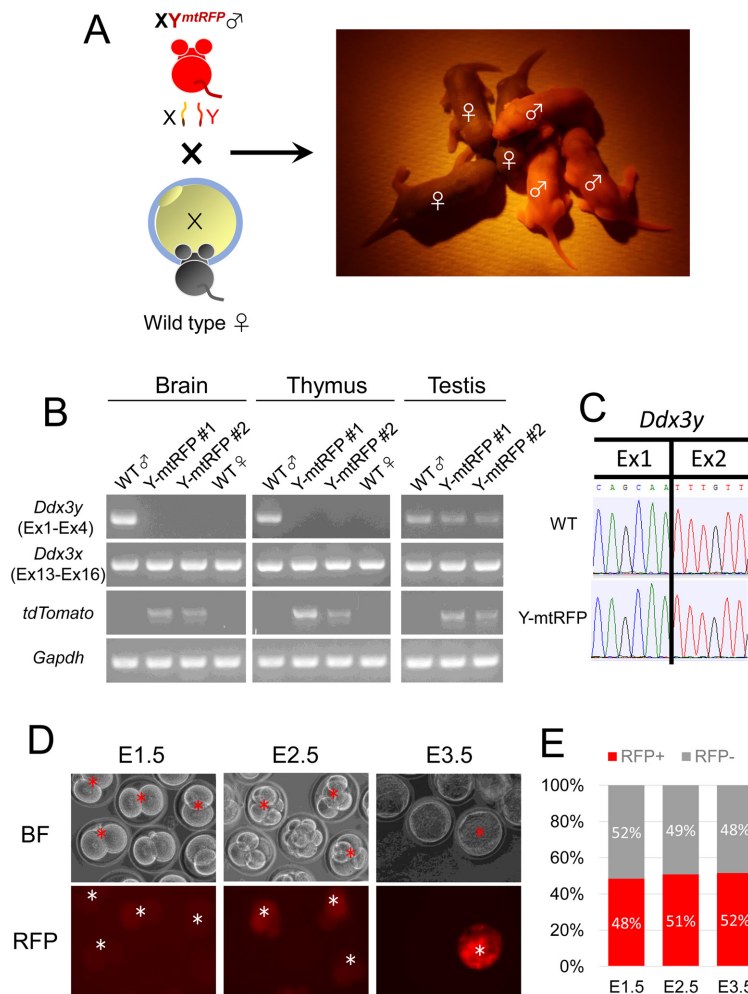 A
XY mtRFP ♂
X Y
×
X
Wild type ♀
♀ ♂
♀
♀ ♂ ♂
B
Brain Thymus Testis
WT♂ Y-mtRFP #1 Y-mtRFP #2 WT♀ WT♂ Y-mtRFP #1 Y-mtRFP #2 WT♀ WT♂ Y-mtRFP #1 Y-mtRFP #2
Ddx3y
(Ex1-Ex4)
Ddx3x
(Ex13-Ex16)
tdTomato
Gapdh
C
Ddx3y
Ex1 Ex2
C A G C A A T T T G T T
WT
Y-mtRFP
D
E1.5 E2.5 E3.5
BF
* * * * * * * *
RFP
* * * * * * * *
E
RFP+ RFP-
100%
80%
52% 49% 48%
60%
40%
48% 51% 52%
20%
0%
E1.5 E2.5 E3.5